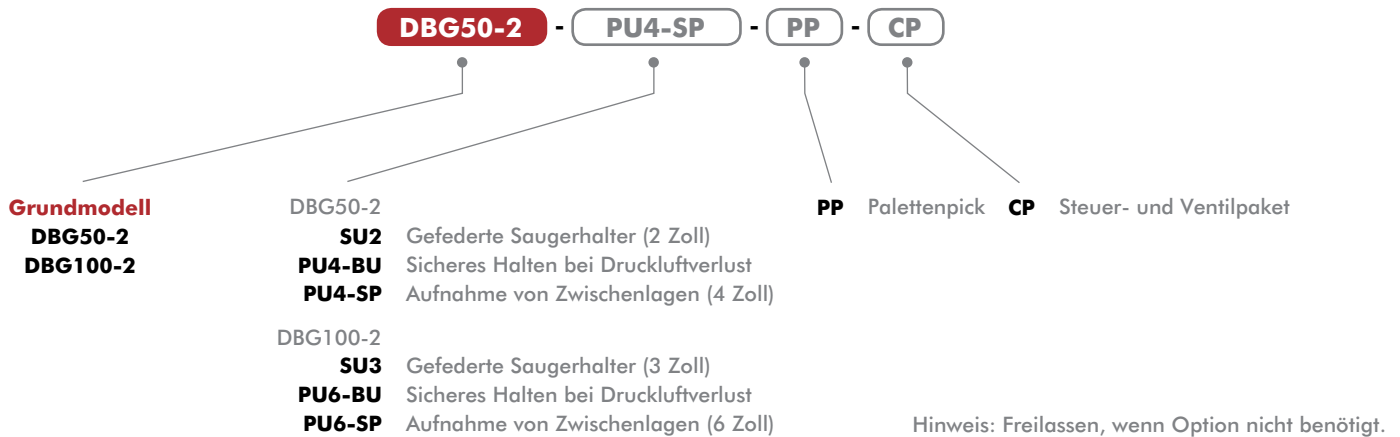 DBG50-2 - PU4-SP - PP - CP
Grundmodell
DBG50-2
DBG100-2
DBG50-2
SU2 Gefederte Saugerhalter (2 Zoll)
PU4-BU Sicheres Halten bei Druckluftverlust
PU4-SP Aufnahme von Zwischenlagen (4 Zoll)
DBG100-2
SU3 Gefederte Saugerhalter (3 Zoll)
PU6-BU Sicheres Halten bei Druckluftverlust
PU6-SP Aufnahme von Zwischenlagen (6 Zoll)
PP Palettenpick
CP Steuer- und Ventilpaket
Hinweis: Freilassen, wenn Option nicht benötigt.